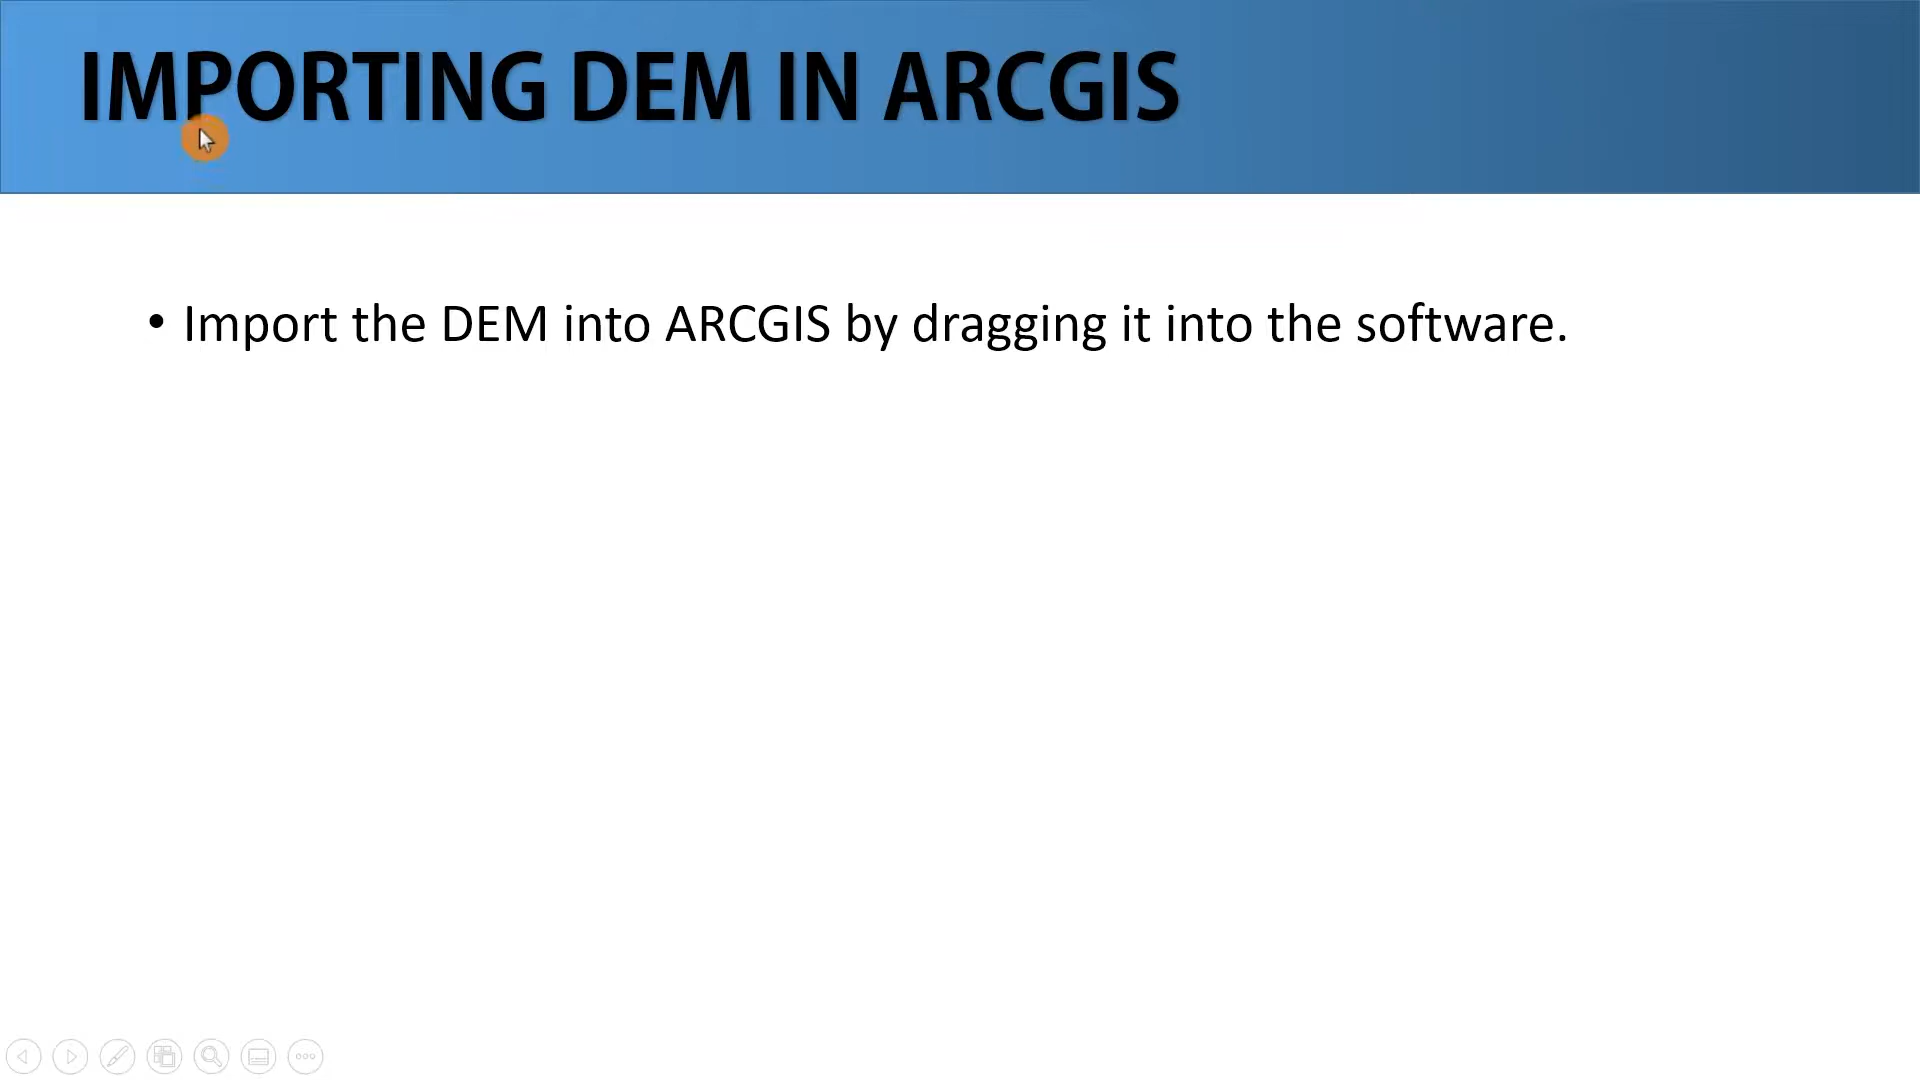 IMPORTING DEM IN ARCGIS
• Import the DEM into ARCGIS by dragging it into the software.